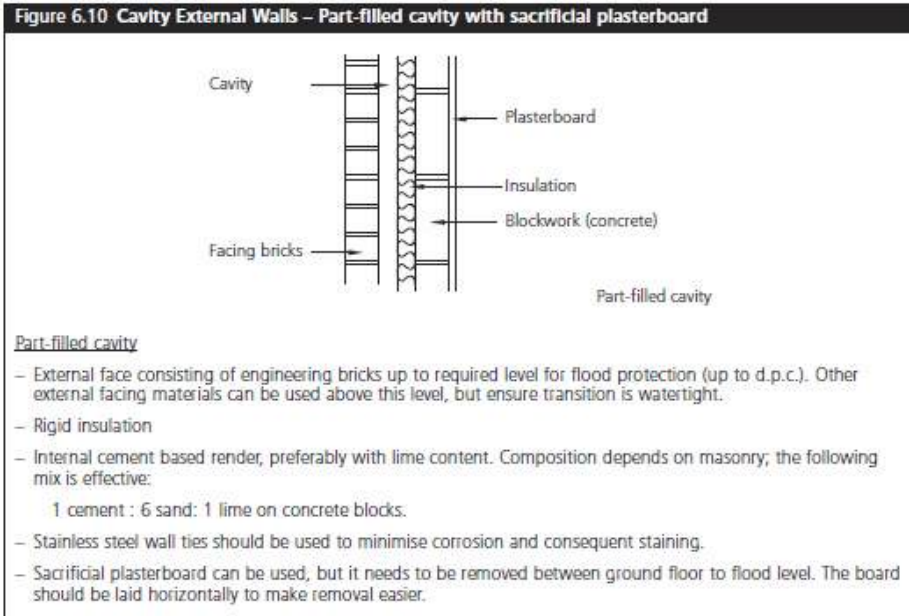 Figure 6.10 Cavity External Walls – Part-filled cavity with sacrificial plasterboard
Cavity
Plasterboard
Insulation
Blockwork (concrete)
Facing bricks
Part-filled cavity
Part-filled cavity
– External face consisting of engineering bricks up to required level for flood protection (up to d.p.c.). Other
external facing materials can be used above this level, but ensure transition is watertight.
– Rigid insulation
– Internal cement based render, preferably with lime content. Composition depends on masonry; the following
mix is effective:
1 cement : 6 sand: 1 lime on concrete blocks.
– Stainless steel wall ties should be used to minimise corrosion and consequent staining.
– Sacrificial plasterboard can be used, but it needs to be removed between ground floor to flood level. The board
should be laid horizontally to make removal easier.